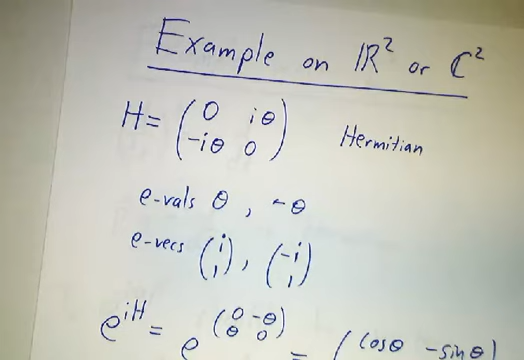 Example on ℝ² or ℂ²
H = ( 0 iθ
-iθ 0 ) Hermitian
e-vals θ, -θ
e-vecs (i
1), (-i
1)
e^{iH} = e^{(0 -θ
θ 0)} = (cosθ -sinθ)